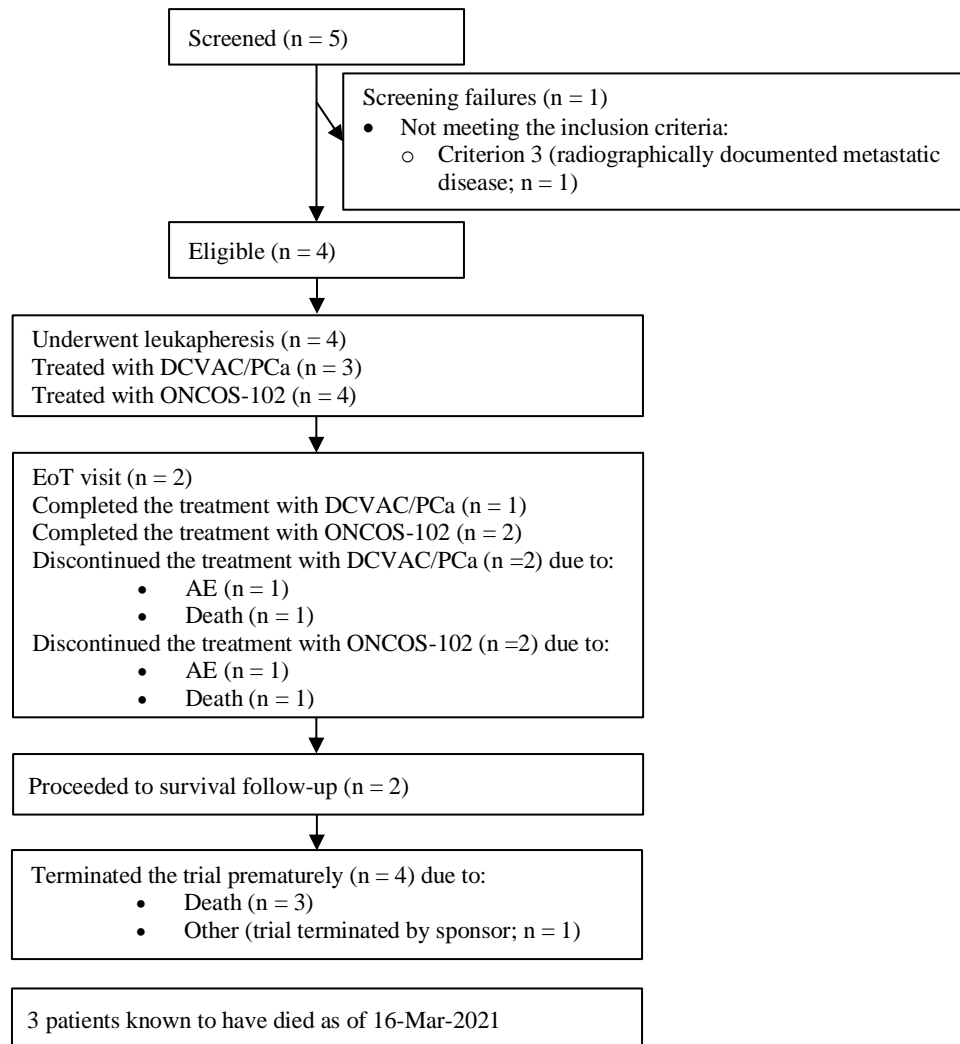 Screened (n = 5)
Screening failures (n = 1)
• Not meeting the inclusion criteria:
o Criterion 3 (radiographically documented metastatic
disease; n = 1)
Eligible (n = 4)
Underwent leukapheresis (n = 4)
Treated with DCVAC/PCa (n = 3)
Treated with ONCOS-102 (n = 4)
EoT visit (n = 2)
Completed the treatment with DCVAC/PCa (n = 1)
Completed the treatment with ONCOS-102 (n = 2)
Discontinued the treatment with DCVAC/PCa (n =2) due to:
• AE (n = 1)
• Death (n = 1)
Discontinued the treatment with ONCOS-102 (n =2) due to:
• AE (n = 1)
• Death (n = 1)
Proceeded to survival follow-up (n = 2)
Terminated the trial prematurely (n = 4) due to:
• Death (n = 3)
• Other (trial terminated by sponsor; n = 1)
3 patients known to have died as of 16-Mar-2021